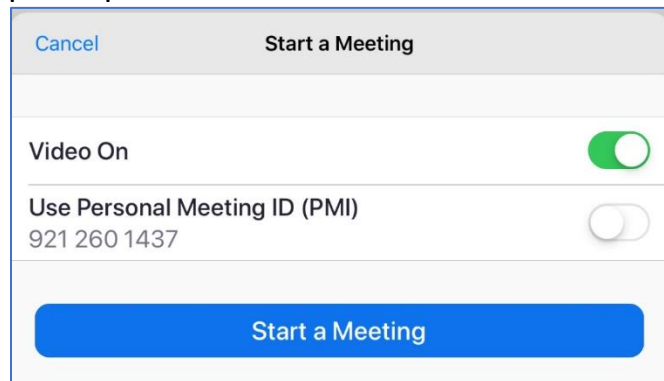 Cancel Start a Meeting
Video On
Use Personal Meeting ID (PMI)
921 260 1437
Start a Meeting